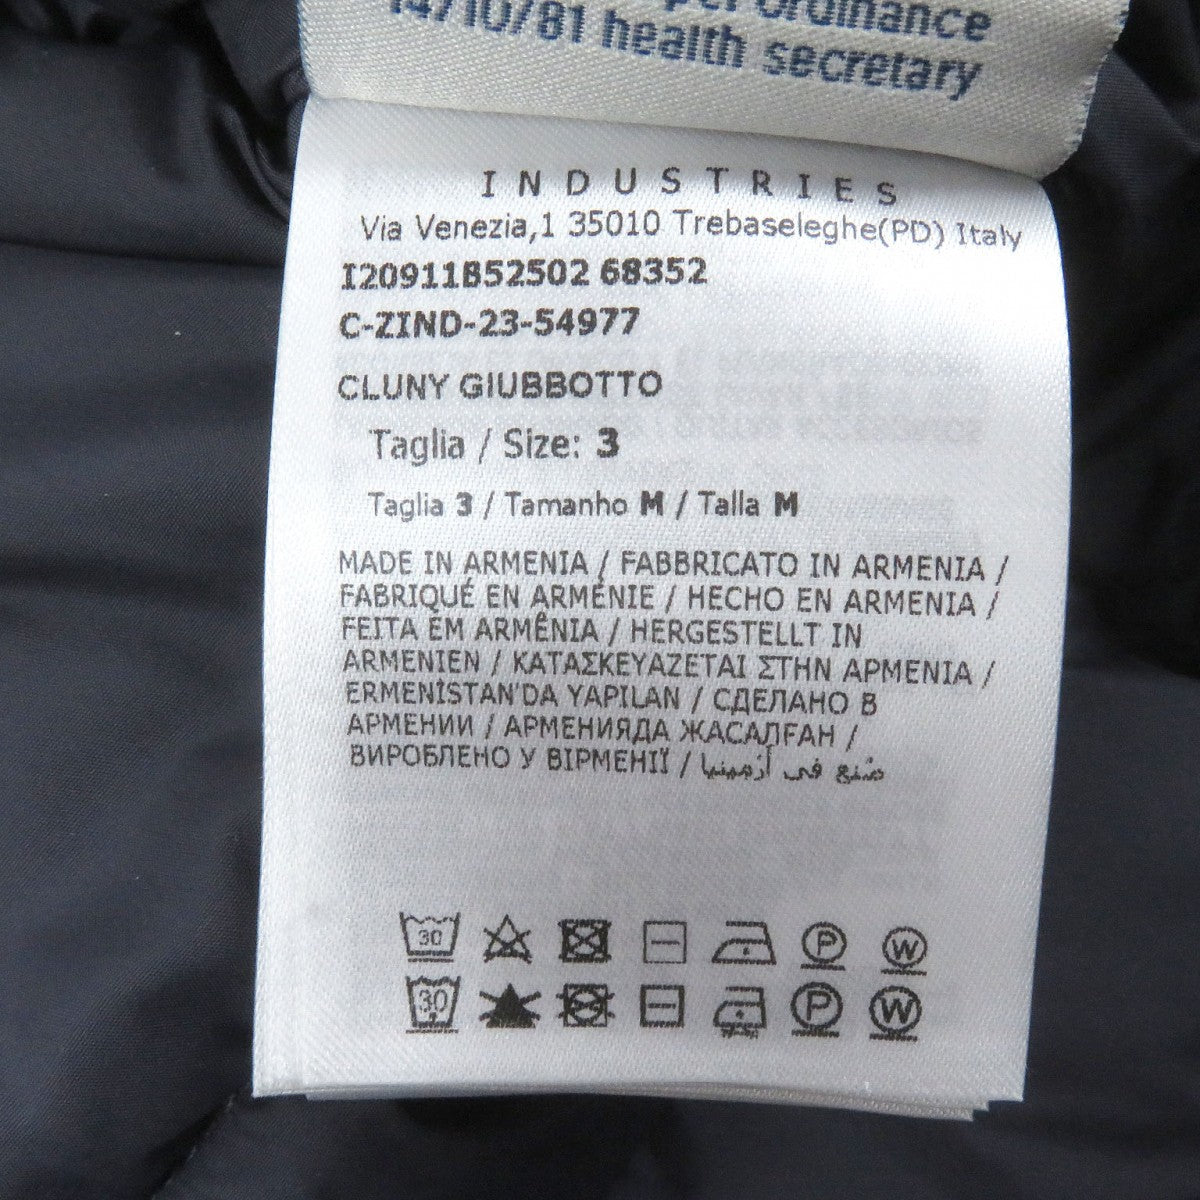 ordinance
14/10/81 health secretary
INDUSTRIES
Via Venezia,1 35010 Trebaseleghe(PD) Italy
I20911B52502 68352
C-ZIND-23-54977
CLUNY GIUBBOTTO
Taglia / Size: 3
Taglia 3 / Tamanho M / Talla M
MADE IN ARMENIA / FABBRICATO IN ARMENIA /
FABRIQUÉ EN ARMÉNIE / HECHO EN ARMENIA /
FEITA EM ARMÊNIA / HERGESTELLT IN
ARMENIEN / ΚΑΤΑΣΚΕΥΑΖΕΤΑΙ ΣΤΗΝ ΑΡΜΕΝΙΑ /
ERMENİSTAN'DA YAPILAN / СДЕЛАНО В
АРМЕНИИ / АРМЕНИЯДА ЖАСАЛҒАН /
ВИРОБЛЕНО У ВІРМЕНІЇ / صُنع في أرمينيا
30 P W
30 P W